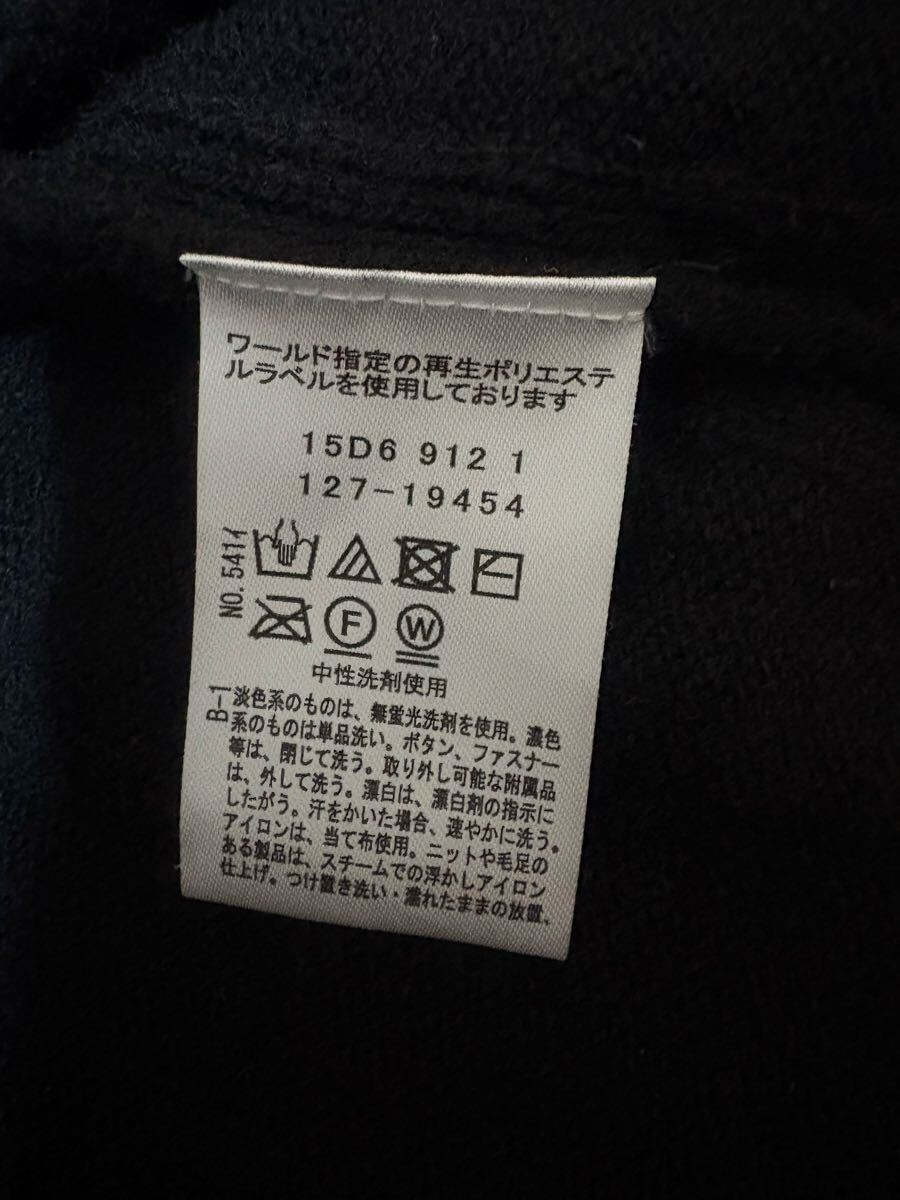 ワールド指定の再生ポリエステ
ルラベルを使用しております
15D6 912 1
127-19454
NO.541イ
F W
中性洗剤使用
B-1
淡色系のものは、無蛍光洗剤を使用。濃色
系のものは単品洗い。ボタン、ファスナー
等は、閉じて洗う。取り外し可能な附属品
は、外して洗う。漂白は、漂白剤の指示に
したがう。汗をかいた場合、速やかに洗う。
アイロンは、当て布使用。ニットや毛足の
ある製品は、スチームでの浮かしアイロン
仕上げ。つけ置き洗い・濡れたままの放置、